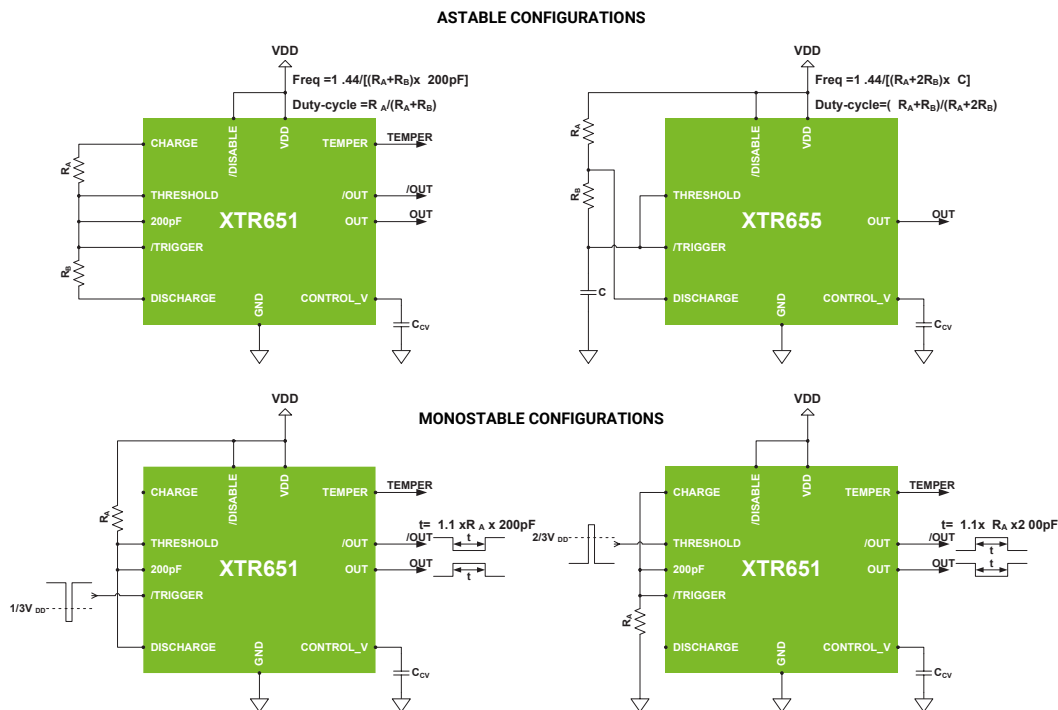 ASTABLE CONFIGURATIONS
VDD
Freq =1 .44/[(RA+RB)x 200pF]
Duty-cycle =R A/(RA+RB)
CHARGE
/DISABLE
VDD
TEMPER
TEMPER
RA
THRESHOLD
/OUT
/OUT
200pF
XTR651
OUT
OUT
/TRIGGER
RB
DISCHARGE
GND
CONTROL_V
CCV
VDD
Freq =1 .44/[(RA+2RB)x C]
Duty-cycle=( RA+RB)/(RA+2RB)
RA
/DISABLE
VDD
RB
THRESHOLD
XTR655
OUT
OUT
/TRIGGER
C
DISCHARGE
GND
CONTROL_V
CCV
MONOSTABLE CONFIGURATIONS
VDD
CHARGE
/DISABLE
VDD
TEMPER
TEMPER
RA
t= 1.1 xR A x 200pF
THRESHOLD
/OUT
/OUT
t
200pF
XTR651
OUT
OUT
t
/TRIGGER
1/3V DD
DISCHARGE
GND
CONTROL_V
CCV
VDD
CHARGE
/DISABLE
VDD
TEMPER
TEMPER
t= 1.1x RA x2 00pF
2/3V DD
THRESHOLD
/OUT
/OUT
t
200pF
XTR651
OUT
OUT
t
/TRIGGER
RA
DISCHARGE
GND
CONTROL_V
CCV